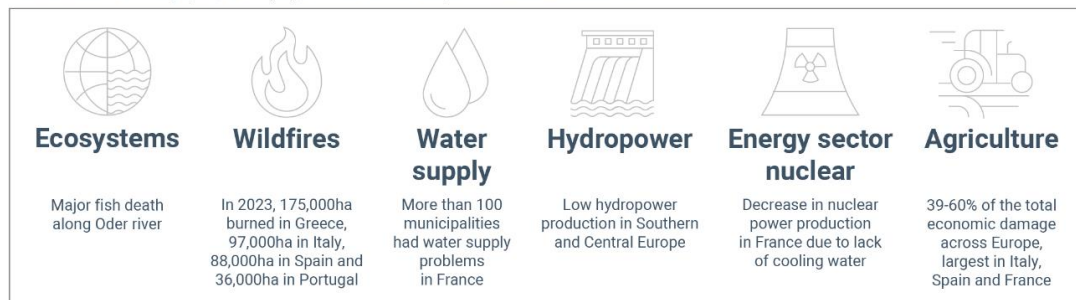 Ecosystems
Major fish death
along Oder river
Wildfires
In 2023, 175,000ha
burned in Greece,
97,000ha in Italy,
88,000ha in Spain and
36,000ha in Portugal
Water
supply
More than 100
municipalities
had water supply
problems
in France
Hydropower
Low hydropower
production in Southern
and Central Europe
Energy sector
nuclear
Decrease in nuclear
power production
in France due to lack
of cooling water
Agriculture
39-60% of the total
economic damage
across Europe,
largest in Italy,
Spain and France